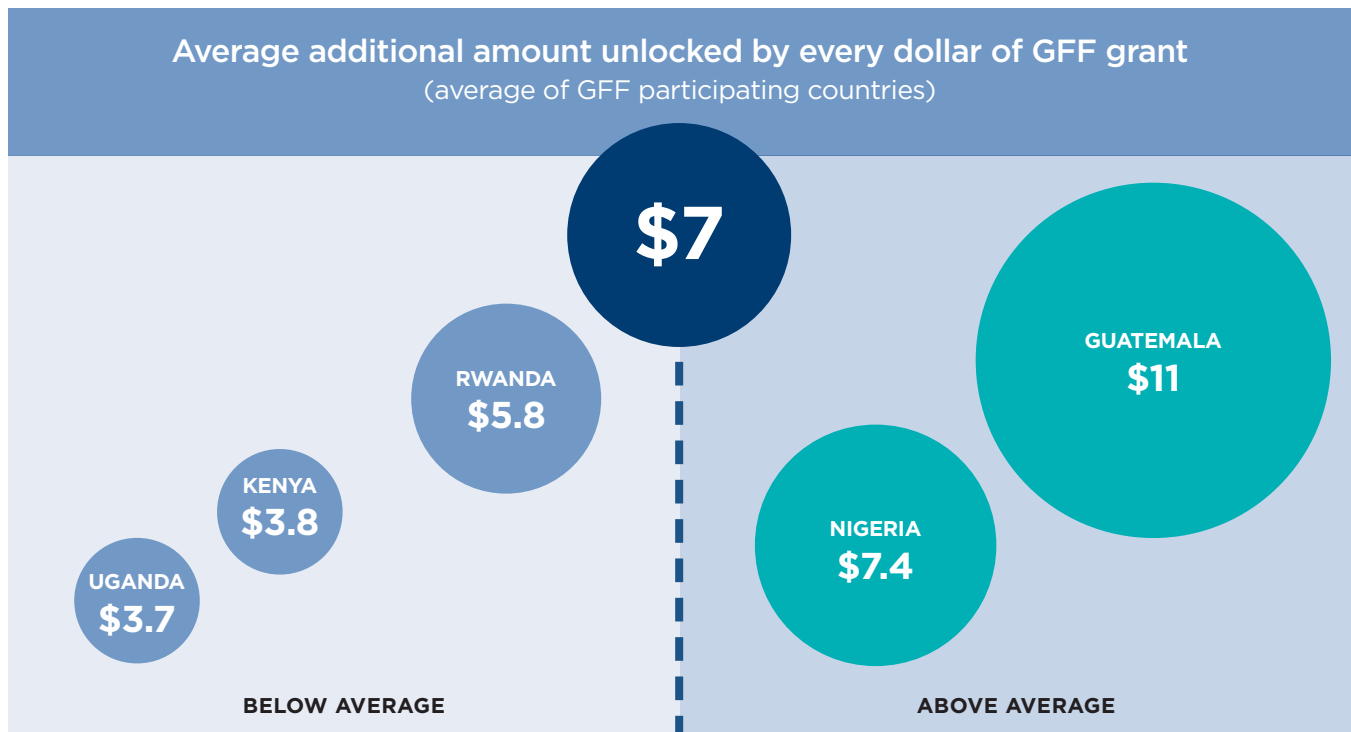 Average additional amount unlocked by every dollar of GFF grant
(average of GFF participating countries)
$7
RWANDA
$5.8
KENYA
$3.8
UGANDA
$3.7
BELOW AVERAGE
GUATEMALA
$11
NIGERIA
$7.4
ABOVE AVERAGE